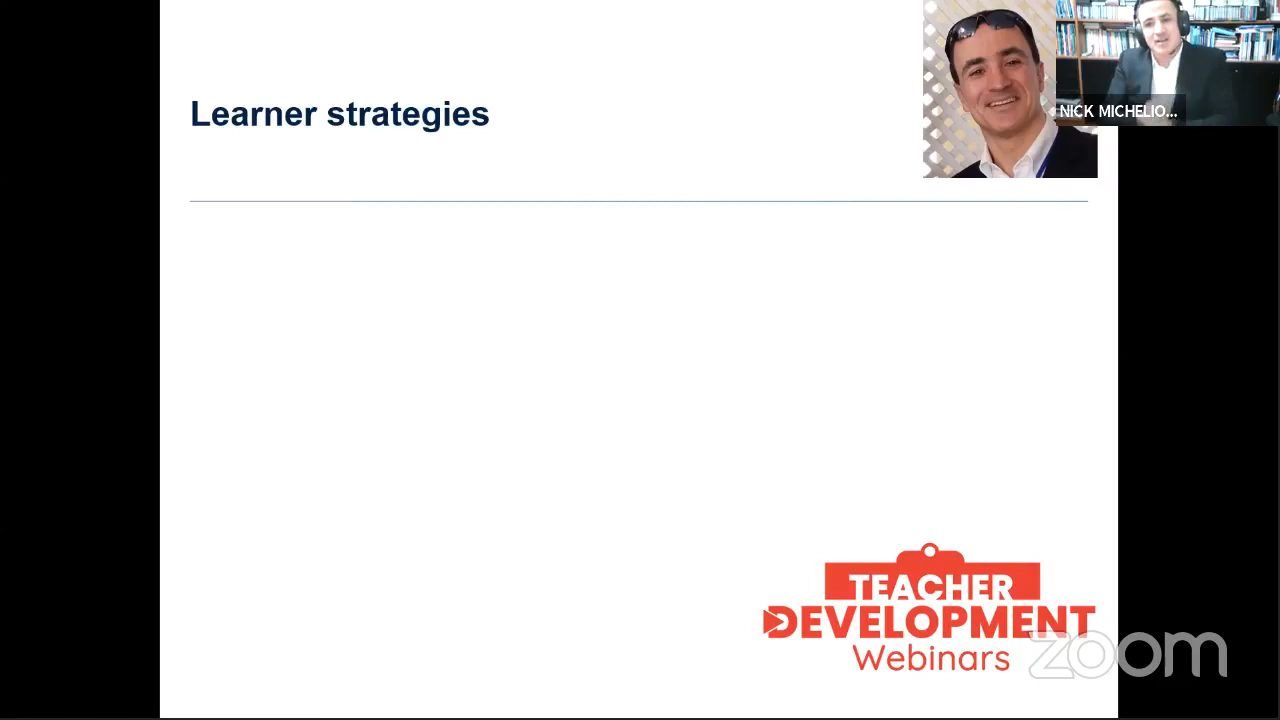 Learner strategies
NICK MICHELIO...
TEACHER
DEVELOPMENT
Webinars
zoom